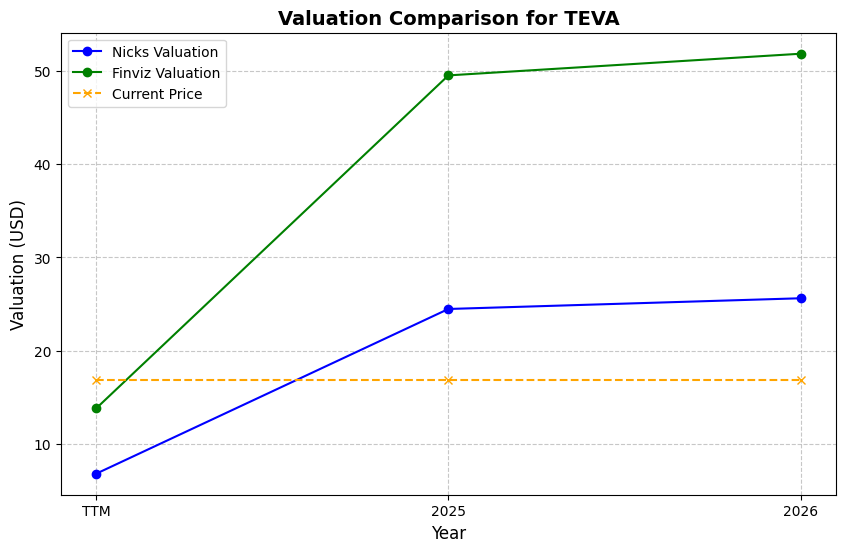 Valuation Comparison for TEVA
Nicks Valuation
Finviz Valuation
Current Price
Valuation (USD)
50
40
30
20
10
TTM 2025 2026
Year